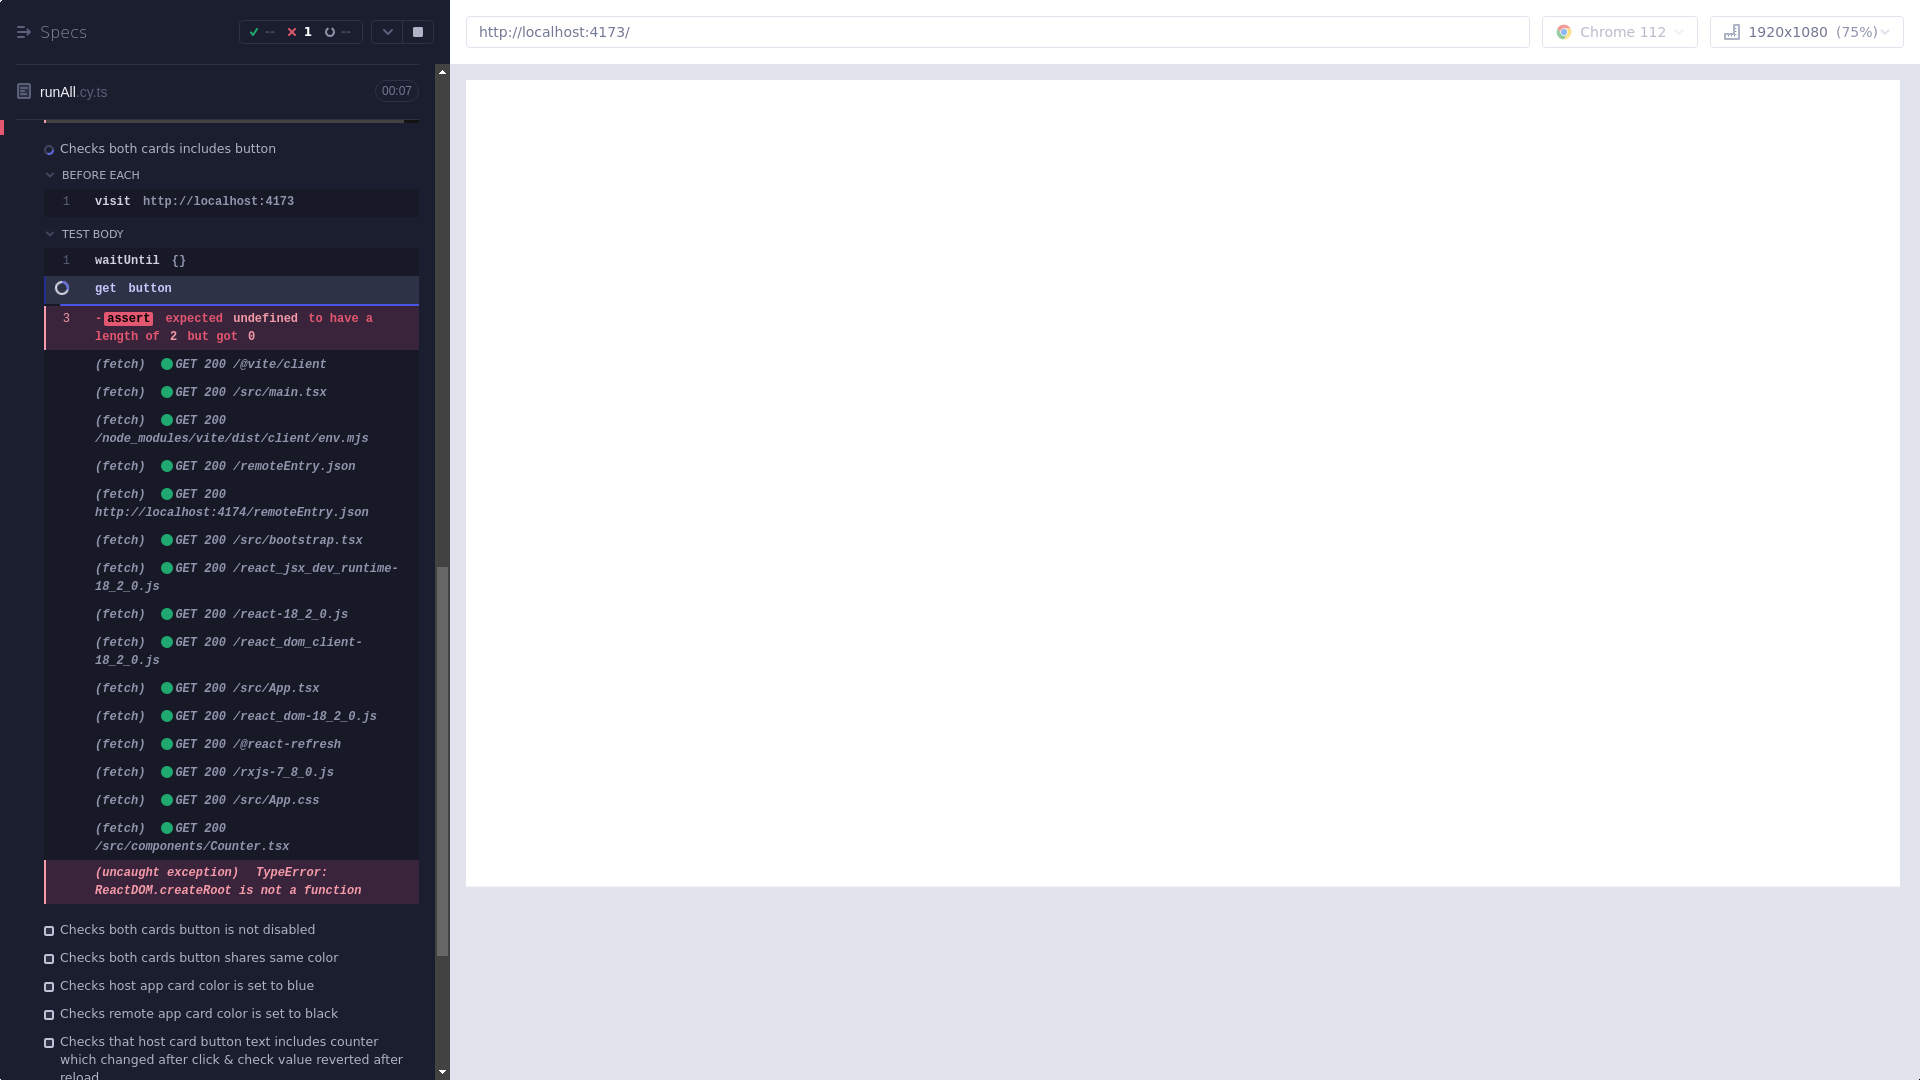 Specs
-- 1 --
http://localhost:4173/
Chrome 112
1920x1080 (75%)
runAll.cy.ts
00:07
Checks both cards includes button
BEFORE EACH
1 visit http://localhost:4173
TEST BODY
1 waitUntil {}
get button
3 -assert expected undefined to have a
length of 2 but got 0
(fetch) GET 200 /@vite/client
(fetch) GET 200 /src/main.tsx
(fetch) GET 200
/node_modules/vite/dist/client/env.mjs
(fetch) GET 200 /remoteEntry.json
(fetch) GET 200
http://localhost:4174/remoteEntry.json
(fetch) GET 200 /src/bootstrap.tsx
(fetch) GET 200 /react_jsx_dev_runtime-
18_2_0.js
(fetch) GET 200 /react-18_2_0.js
(fetch) GET 200 /react_dom_client-
18_2_0.js
(fetch) GET 200 /src/App.tsx
(fetch) GET 200 /react_dom-18_2_0.js
(fetch) GET 200 /@react-refresh
(fetch) GET 200 /rxjs-7_8_0.js
(fetch) GET 200 /src/App.css
(fetch) GET 200
/src/components/Counter.tsx
(uncaught exception) TypeError:
ReactDOM.createRoot is not a function
Checks both cards button is not disabled
Checks both cards button shares same color
Checks host app card color is set to blue
Checks remote app card color is set to black
Checks that host card button text includes counter
which changed after click & check value reverted after
reload